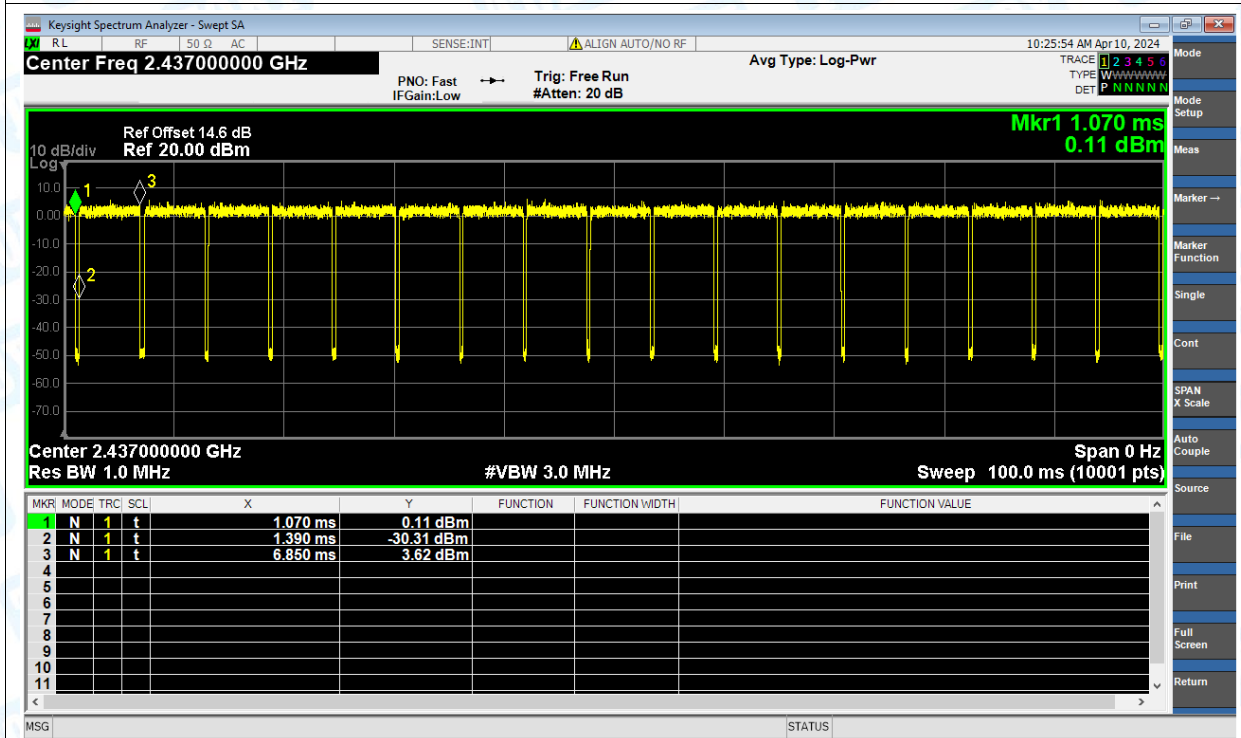 Keysight Spectrum Analyzer - Swept SA
LXI RL RF 50 Ω AC SENSE:INT ALIGN AUTO/NO RF 10:25:54 AM Apr 10, 2024
Center Freq 2.437000000 GHz
PNO: Fast
IFGain:Low
Trig: Free Run
#Atten: 20 dB
Avg Type: Log-Pwr
TRACE 1 2 3 4 5 6
TYPE WWWWWW
DET P N N N N N
Mkr1 1.070 ms
0.11 dBm
Ref Offset 14.6 dB
10 dB/div Ref 20.00 dBm
Log
10.0
0.00
-10.0
-20.0
-30.0
-40.0
-50.0
-60.0
-70.0
1
2
3
Center 2.437000000 GHz Span 0 Hz
Res BW 1.0 MHz #VBW 3.0 MHz Sweep 100.0 ms (10001 pts)
MKR MODE TRC SCL X Y FUNCTION FUNCTION WIDTH FUNCTION VALUE
1 N 1 t 1.070 ms 0.11 dBm
2 N 1 t 1.390 ms -30.31 dBm
3 N 1 t 6.850 ms 3.62 dBm
4
5
6
7
8
9
10
11
MSG STATUS
Mode
Mode
Setup
Meas
Marker →
Marker
Function
Single
Cont
SPAN
X Scale
Auto
Couple
Source
File
Print
Full
Screen
Return